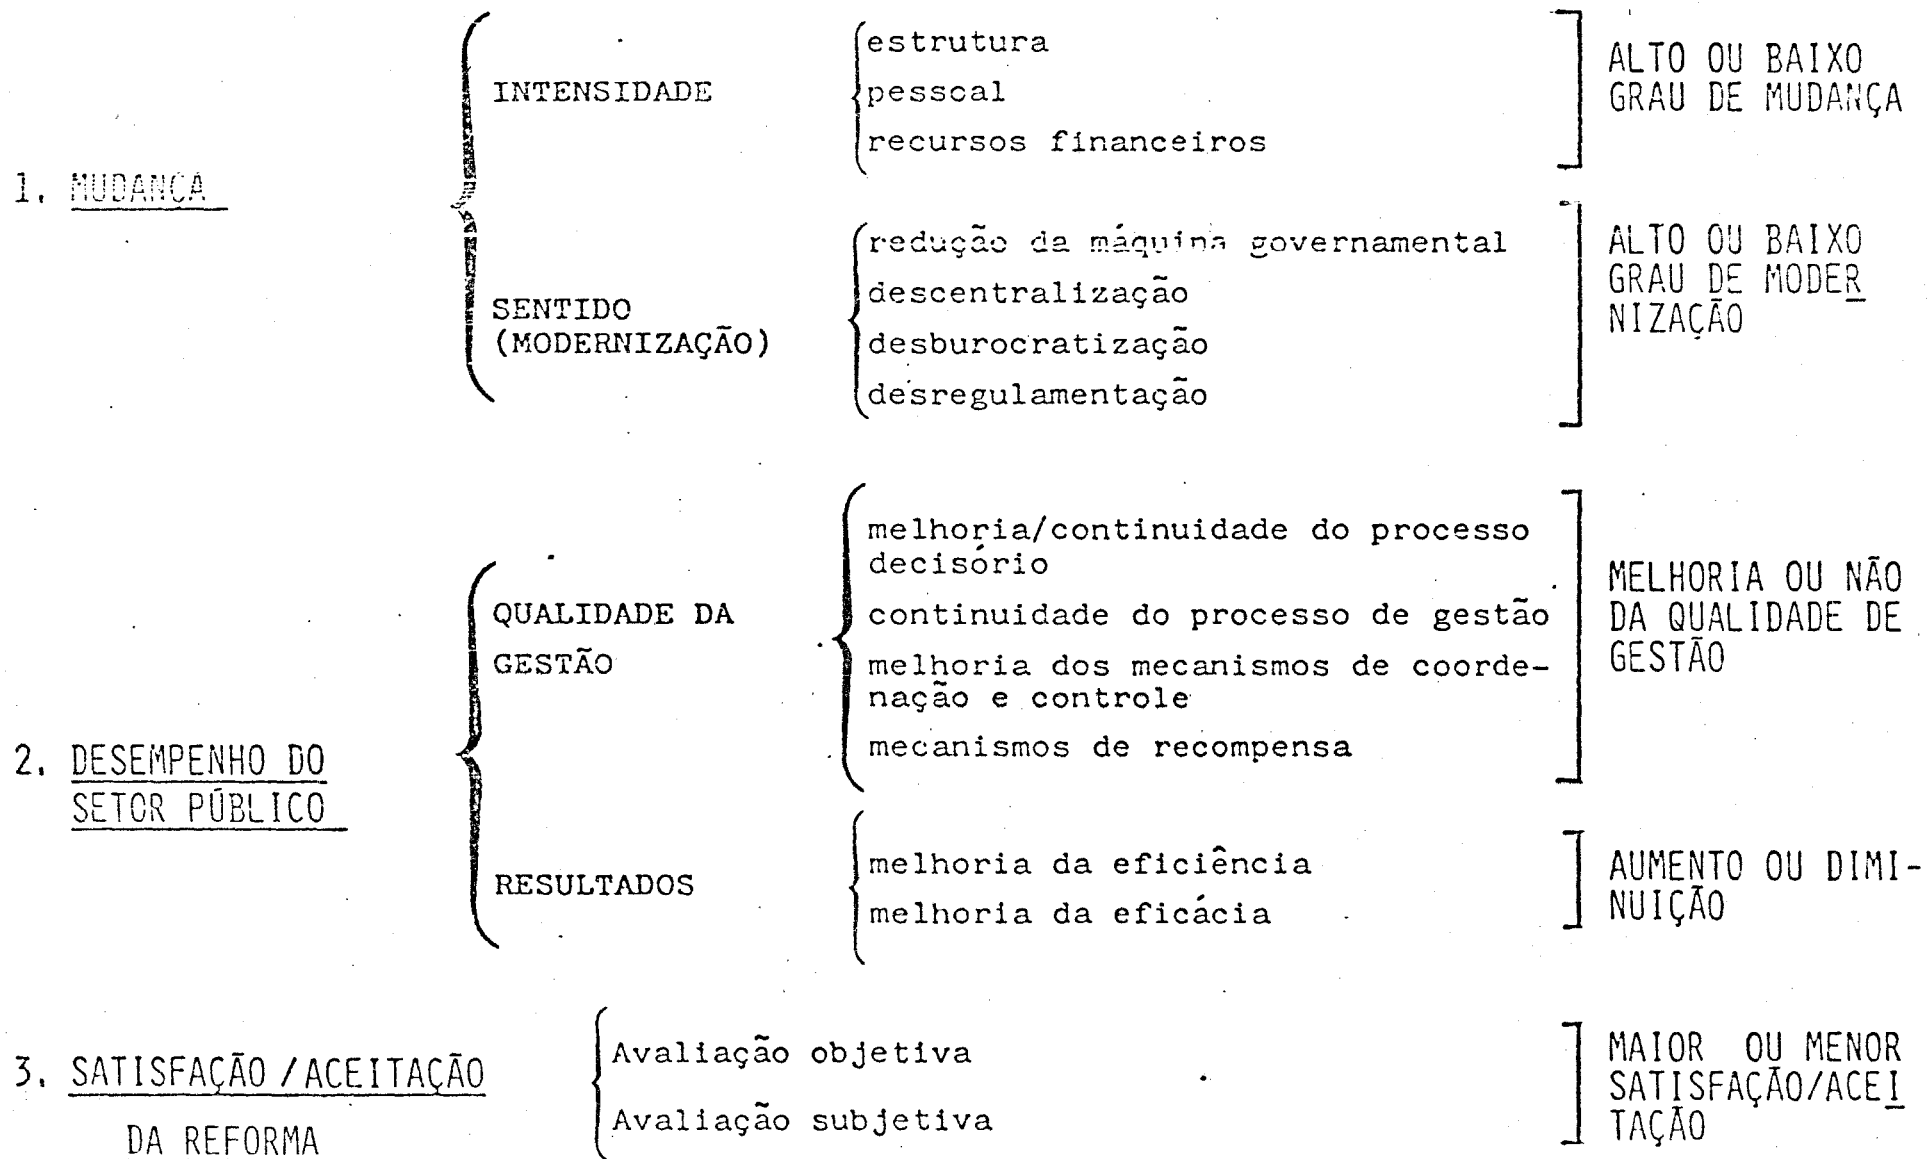 INTENSIDADE
estrutura
pessoal
recursos financeiros
ALTO OU BAIXO
GRAU DE MUDANÇA
1. MUDANÇA
SENTIDO
(MODERNIZAÇÃO)
redução da máquina governamental
descentralização
desburocratização
desregulamentação
ALTO OU BAIXO
GRAU DE MODER
NIZAÇÃO
2. DESEMPENHO DO
SETOR PÚBLICO
QUALIDADE DA
GESTÃO
melhoria/continuidade do processo
decisório
continuidade do processo de gestão
melhoria dos mecanismos de coorde-
nação e controle
mecanismos de recompensa
MELHORIA OU NÃO
DA QUALIDADE DE
GESTÃO
RESULTADOS
melhoria da eficiência
melhoria da eficácia
AUMENTO OU DIMI-
NUIÇÃO
3. SATISFAÇÃO/ACEITAÇÃO
DA REFORMA
Avaliação objetiva
Avaliação subjetiva
MAIOR OU MENOR
SATISFAÇÃO/ACEI
TAÇÃO